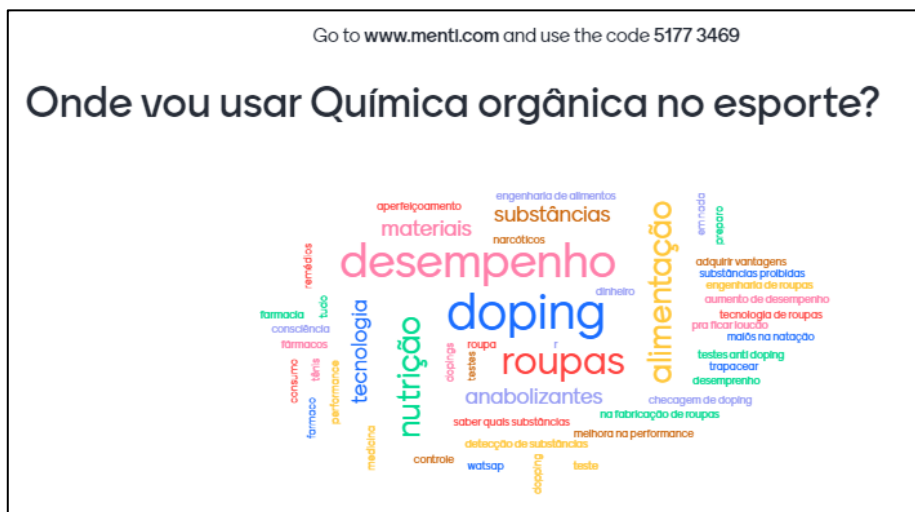 Go to www.menti.com and use the code 5177 3469
Onde vou usar Química orgânica no esporte?
engenharia de alimentos
aperfeiçoamento
substâncias
materiais
narcóticos
desempenho
alimentação
em nada
preparo
remédios
adquirir vantagens
substâncias proibidas
engenharia de roupas
dinheiro
aumento de desempenho
tudo
farmacia
tecnologia
doping
tecnologia de roupas
consciência
pra ficar loucão
maiôs na natação
fármacos
nutrição
dopings
roupa
r
testes
roupas
testes anti doping
trapacear
desemprenho
consumo
tênis
performance
farmaco
anabolizantes
checagem de doping
na fabricação de roupas
saber quais substâncias
medicina
melhora na performance
detecção de substâncias
controle
watsap
dopping
teste